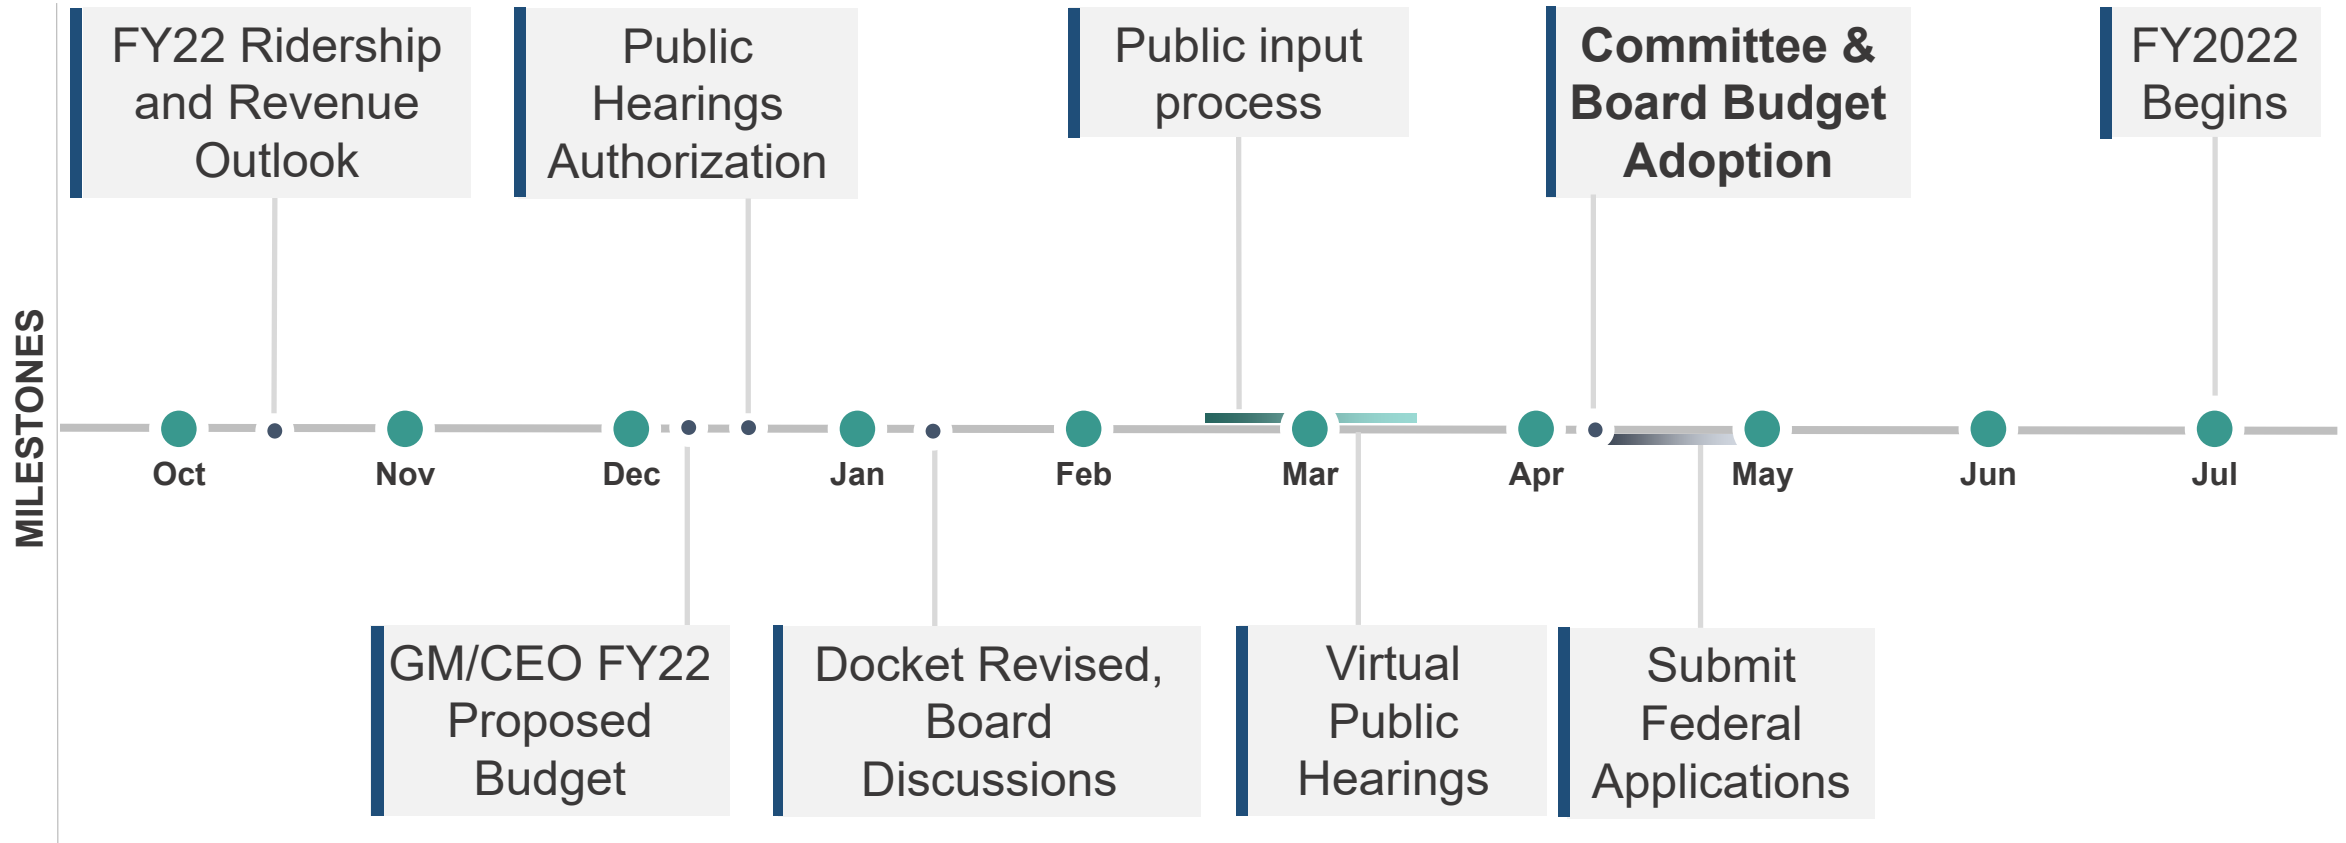 FY22 Ridership
and Revenue
Outlook
Public
Hearings
Authorization
Public input
process
Committee &
Board Budget
Adoption
FY2022
Begins
MILESTONES
Oct
Nov
Dec
Jan
Feb
Mar
Apr
May
Jun
Jul
GM/CEO FY22
Proposed
Budget
Docket Revised,
Board
Discussions
Virtual
Public
Hearings
Submit
Federal
Applications